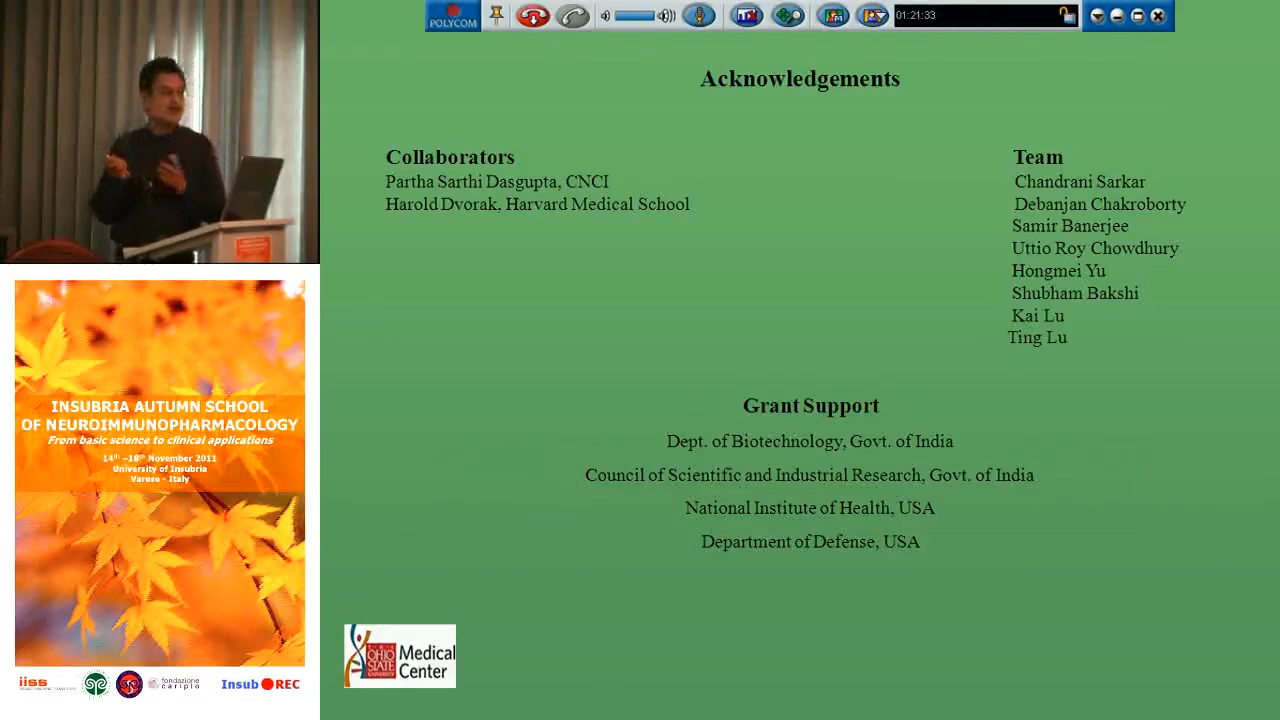 POLYCOM
01:21:33
Acknowledgements
Collaborators
Partha Sarthi Dasgupta, CNCI
Harold Dvorak, Harvard Medical School
Team
Chandrani Sarkar
Debanjan Chakroborty
Samir Banerjee
Uttio Roy Chowdhury
Hongmei Yu
Shubham Bakshi
Kai Lu
Ting Lu
Grant Support
Dept. of Biotechnology, Govt. of India
Council of Scientific and Industrial Research, Govt. of India
National Institute of Health, USA
Department of Defense, USA
OHIO
STATE
Medical
Center
INSUBRIA AUTUMN SCHOOL
OF NEUROIMMUNOPHARMACOLOGY
From basic science to clinical applications
14th –18th November 2011
University of Insubria
Varese - Italy
iiss
fondazione
cariplo
Insub REC